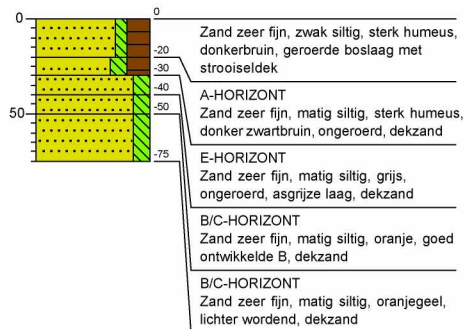 0
0
Zand zeer fijn, zwak siltig, sterk humeus,
donkerbruin, geroerde boslaag met
strooiseldek
-20
-30
A-HORIZONT
Zand zeer fijn, matig siltig, sterk humeus,
donker zwartbruin, ongeroerd, dekzand
-40
50
-50
E-HORIZONT
Zand zeer fijn, matig siltig, grijs,
ongeroerd, asgrijze laag, dekzand
-75
B/C-HORIZONT
Zand zeer fijn, matig siltig, oranje, goed
ontwikkelde B, dekzand
B/C-HORIZONT
Zand zeer fijn, matig siltig, oranjegeel,
lichter wordend, dekzand